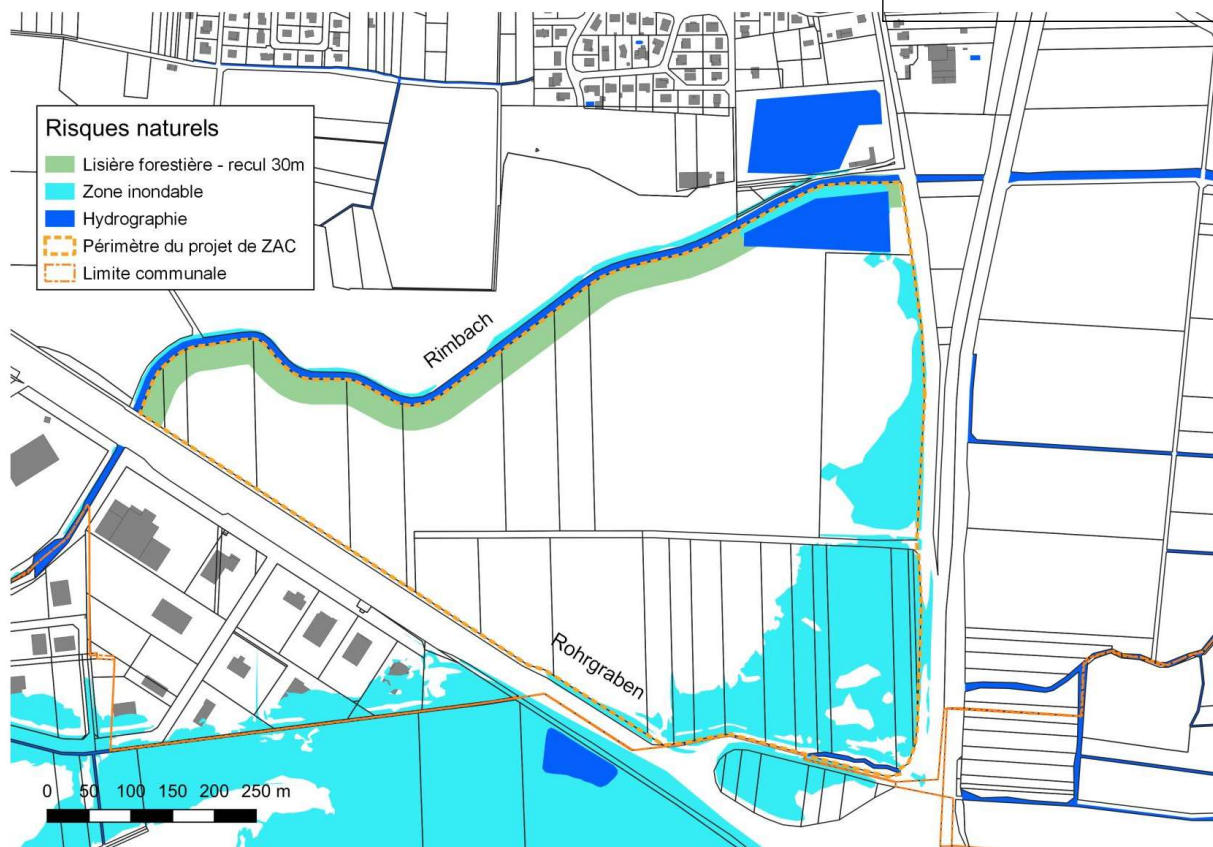 Risques naturels
Lisière forestière - recul 30m
Zone inondable
Hydrographie
Périmètre du projet de ZAC
Limite communale
Rimbach
Rohrgraben
0 50 100 150 200 250 m